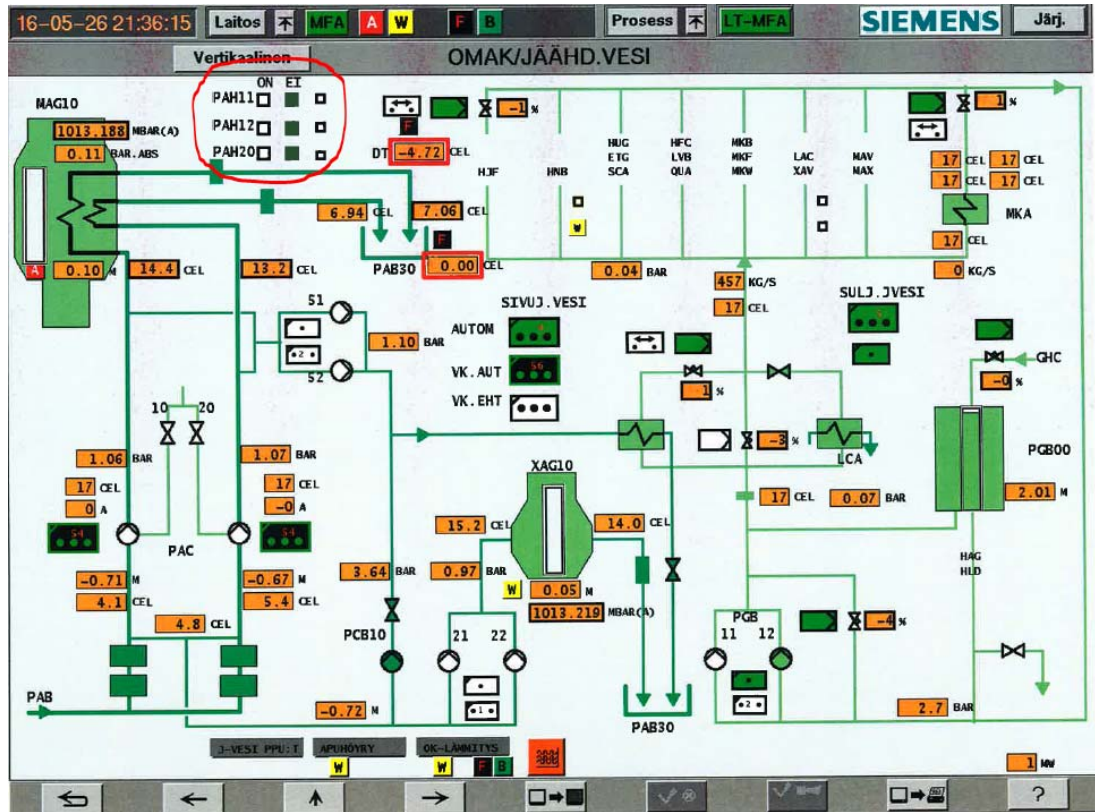 16-05-26 21:36:15 Laitos MFA A W F B Prosess LT-MFA SIEMENS Järj.
Vertikaalinen OMAK/JÄÄHD.VESI
ON EI
PAH11
PAH12
PAH20
MAG10
1013.188 MBAR(A)
0.11 BAR.ABS
F
DT -4.72 CEL
-1 %
1 %
HJF
HNB
HUG
ETG
SCA
HFC
LVB
QUA
MKB
MKF
MKW
LAC
XAV
MAV
MAX
17 CEL 17 CEL
17 CEL 17 CEL
MKA
W
6.94 CEL 7.06 CEL
F
PAB30 0.00 CEL
17 CEL
0 KG/S
0.04 BAR
457 KG/S
17 CEL
A 0.10 M 14.4 CEL 13.2 CEL
SIVUJ.VESI
AUTOM
VK.AUT S6
VK.EHT
SULJ.JVESI
S1
2
S2
1.10 BAR
1 %
GHC
-0 %
10 20
1.06 BAR
1.07 BAR
17 CEL
0 A
17 CEL
-0 A
S4
S4
PAC
-3 %
LCA
PGB00
2.01 M
XAG10
17 CEL 0.07 BAR
15.2 CEL 14.0 CEL
-0.71 M
4.1 CEL
-0.67 M
5.4 CEL
3.64 BAR 0.97 BAR
W 0.05 M
1013.219 MBAR(A)
HAG
HLD
4.8 CEL
PCB10
21 22
1
PGB
11 12
2
-4 %
PAB
-0.72 M
PAB30
2.7 BAR
J-VESI PPU:T APUHÖYRY OK-LÄMMITYS
W W F B
1 MW
?